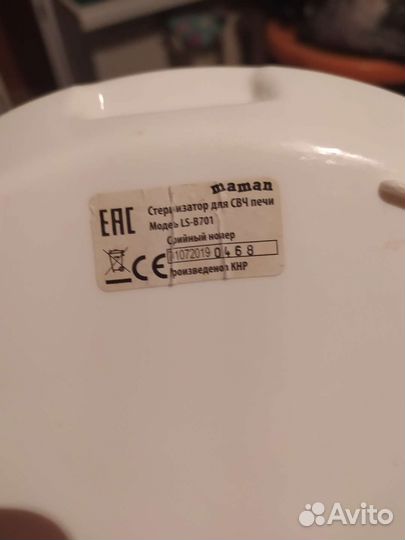 maman
EAC Стерилизатор для СВЧ печи
Модель LS-B701
Серийный номер
1072019 0468
CE Произведено в КНР
Avito